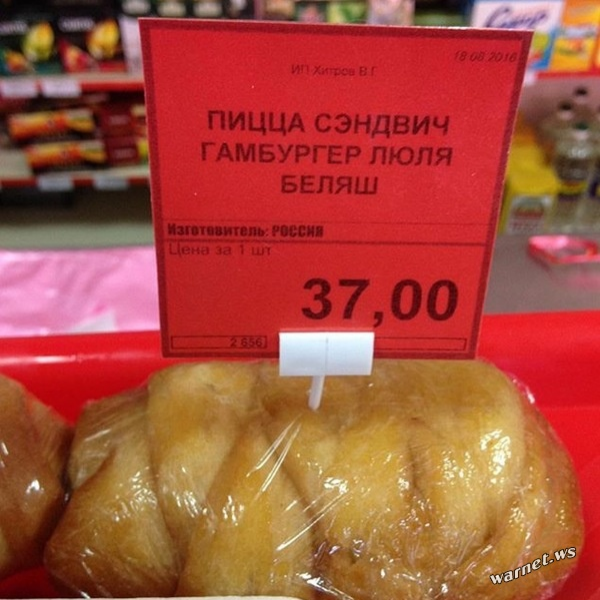 18.08.2016
ИП Хитров В.Г.
ПИЦЦА СЭНДВИЧ
ГАМБУРГЕР ЛЮЛЯ
БЕЛЯШ
Изготовитель: РОССИЯ
Цена за 1 шт
37,00
2 656
warnet.ws